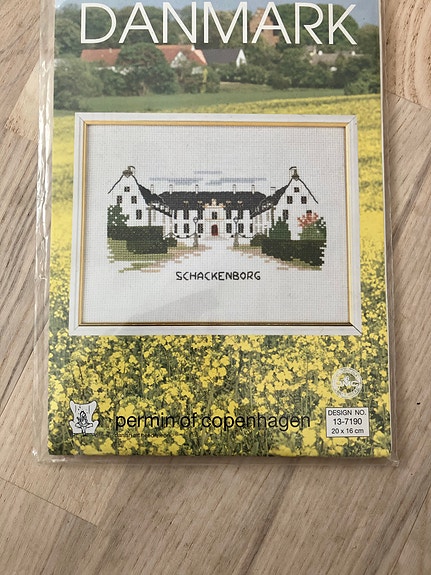 DANMARK
SCHACKENBORG
permin of copenhagen
DESIGN NO.
13-7190
20 x 16 cm